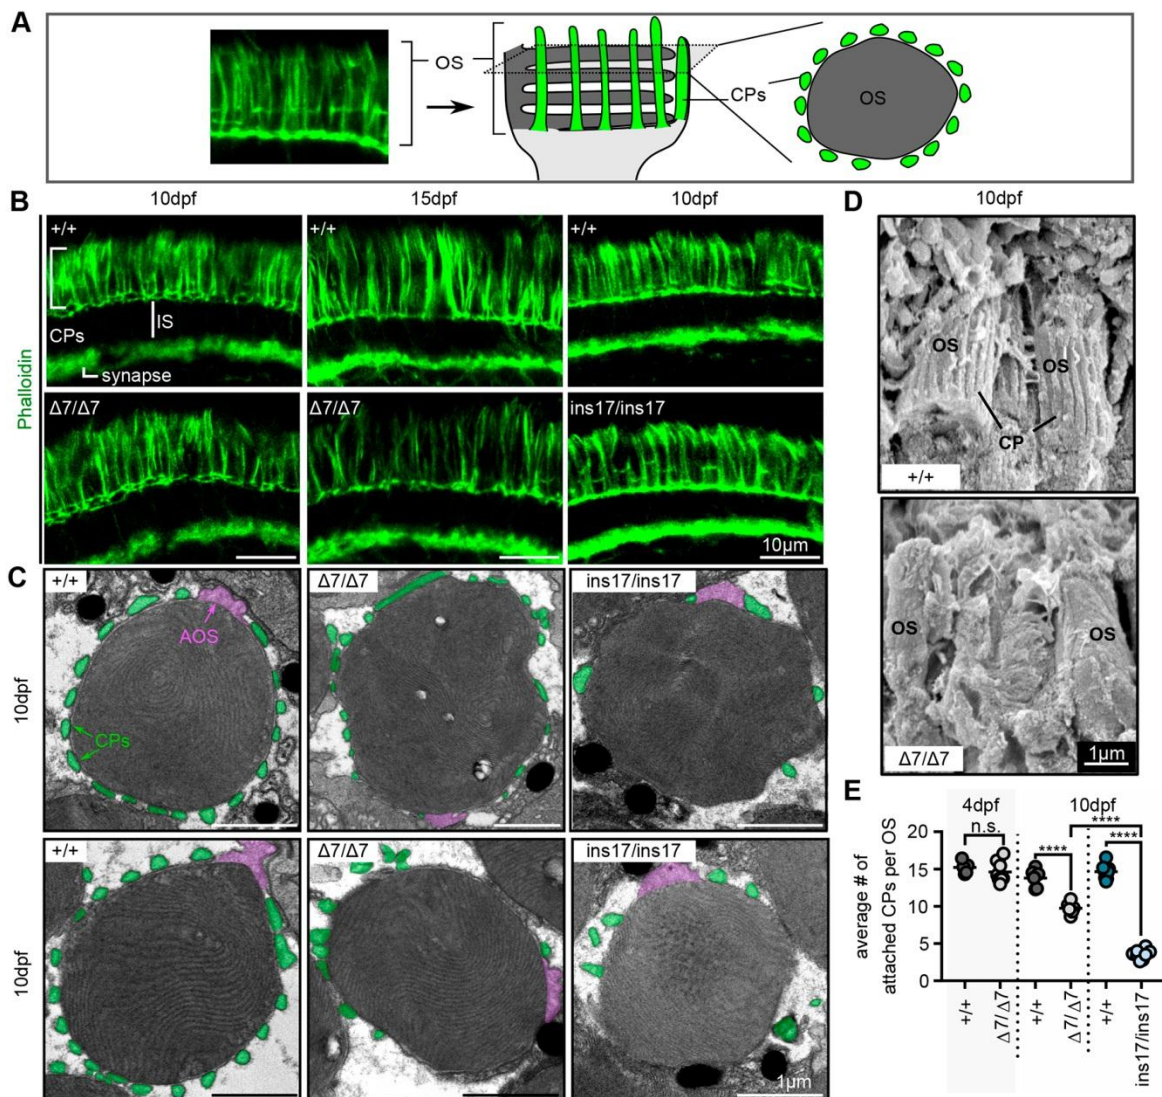 A
OS
CPs
OS
B
10dpf
15dpf
10dpf
D
10dpf
Phalloidin
+/+
+/+
+/+
CPs
IS
synapse
Δ7/Δ7
Δ7/Δ7
ins17/ins17
10µm
OS
OS
CP
+/+
OS
OS
Δ7/Δ7
1µm
C
10dpf
+/+
Δ7/Δ7
ins17/ins17
AOS
CPs
10dpf
+/+
Δ7/Δ7
ins17/ins17
1µm
E
4dpf
10dpf
n.s.
****
****
****
average # of
attached CPs per OS
20
15
10
5
0
+/+
Δ7/Δ7
+/+
Δ7/Δ7
+/+
ins17/ins17